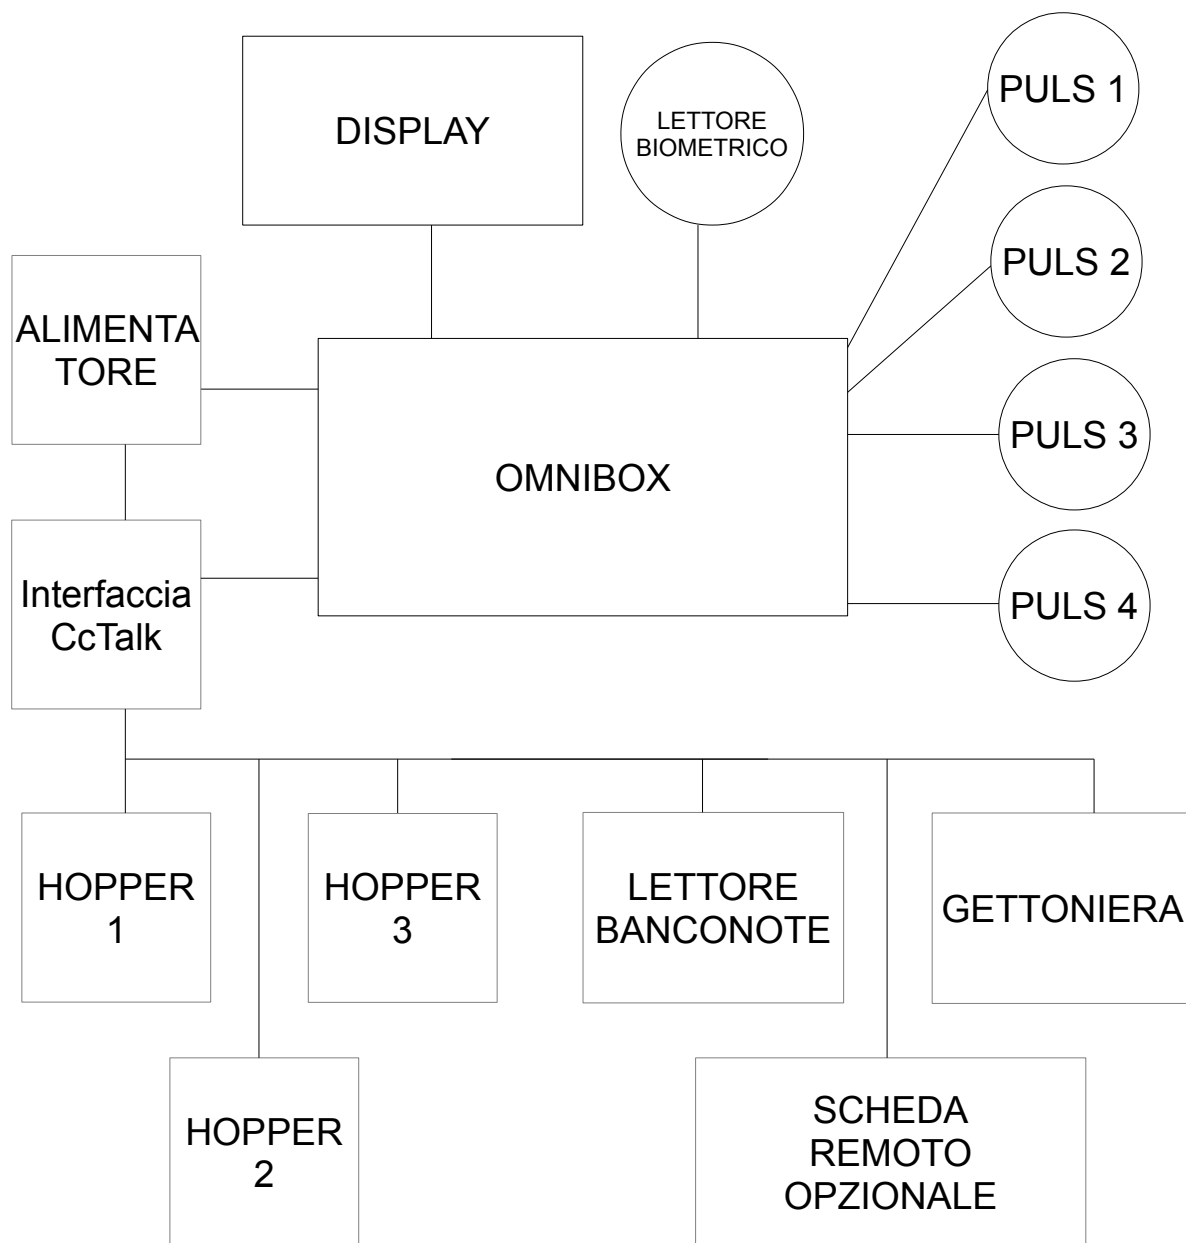 DISPLAY
LETTORE
BIOMETRICO
PULS 1
PULS 2
ALIMENTA
TORE
PULS 3
OMNIBOX
Interfaccia
CcTalk
PULS 4
HOPPER
1
HOPPER
3
LETTORE
BANCONOTE
GETTONIERA
HOPPER
2
SCHEDA
REMOTO
OPZIONALE